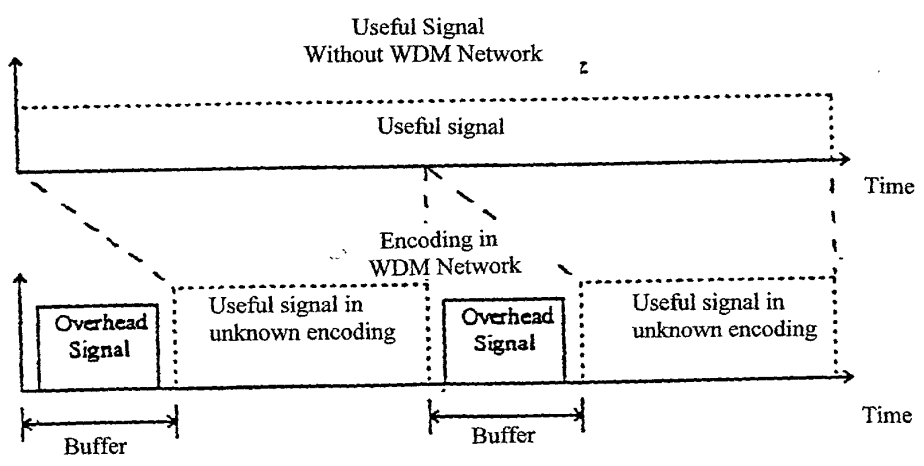 Useful Signal
Without WDM Network
Useful signal
Time
Encoding in
WDM Network
Overhead
Signal
Useful signal in
unknown encoding
Overhead
Signal
Useful signal in
unknown encoding
Time
Buffer
Buffer